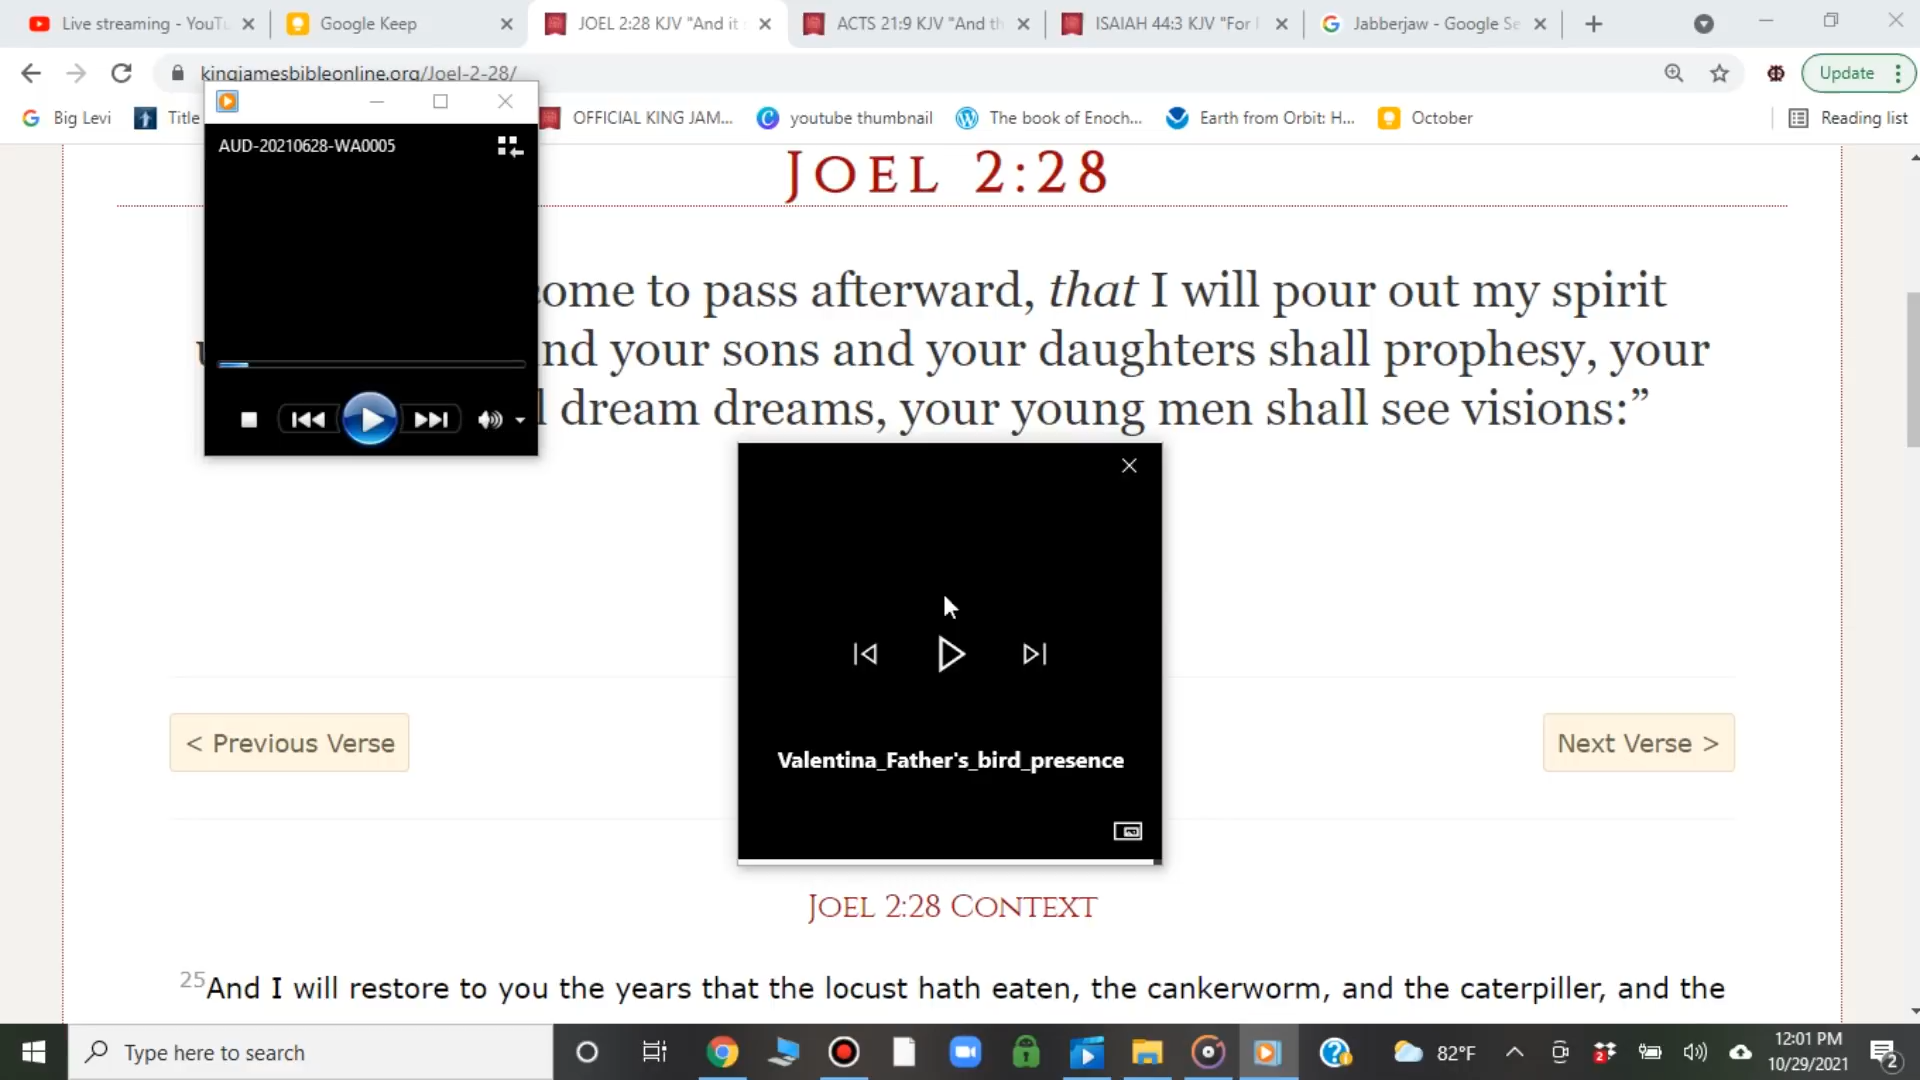 Live streaming - YouTu
Google Keep
JOEL 2:28 KJV "And it s
ACTS 21:9 KJV "And th
ISAIAH 44:3 KJV "For I
Jabberjaw - Google Se
kingjamesbibleonline.org/Joel-2-28/
Update
Big Levi
Title
OFFICIAL KING JAM...
youtube thumbnail
The book of Enoch...
Earth from Orbit: H...
October
Reading list
AUD-20210628-WA0005
JOEL 2:28
come to pass afterward, that I will pour out my spirit
nd your sons and your daughters shall prophesy, your
l dream dreams, your young men shall see visions:”
< Previous Verse
Next Verse >
Valentina_Father's_bird_presence
JOEL 2:28 CONTEXT
25And I will restore to you the years that the locust hath eaten, the cankerworm, and the caterpiller, and the
Type here to search
82°F
12:01 PM
10/29/2021
2
2